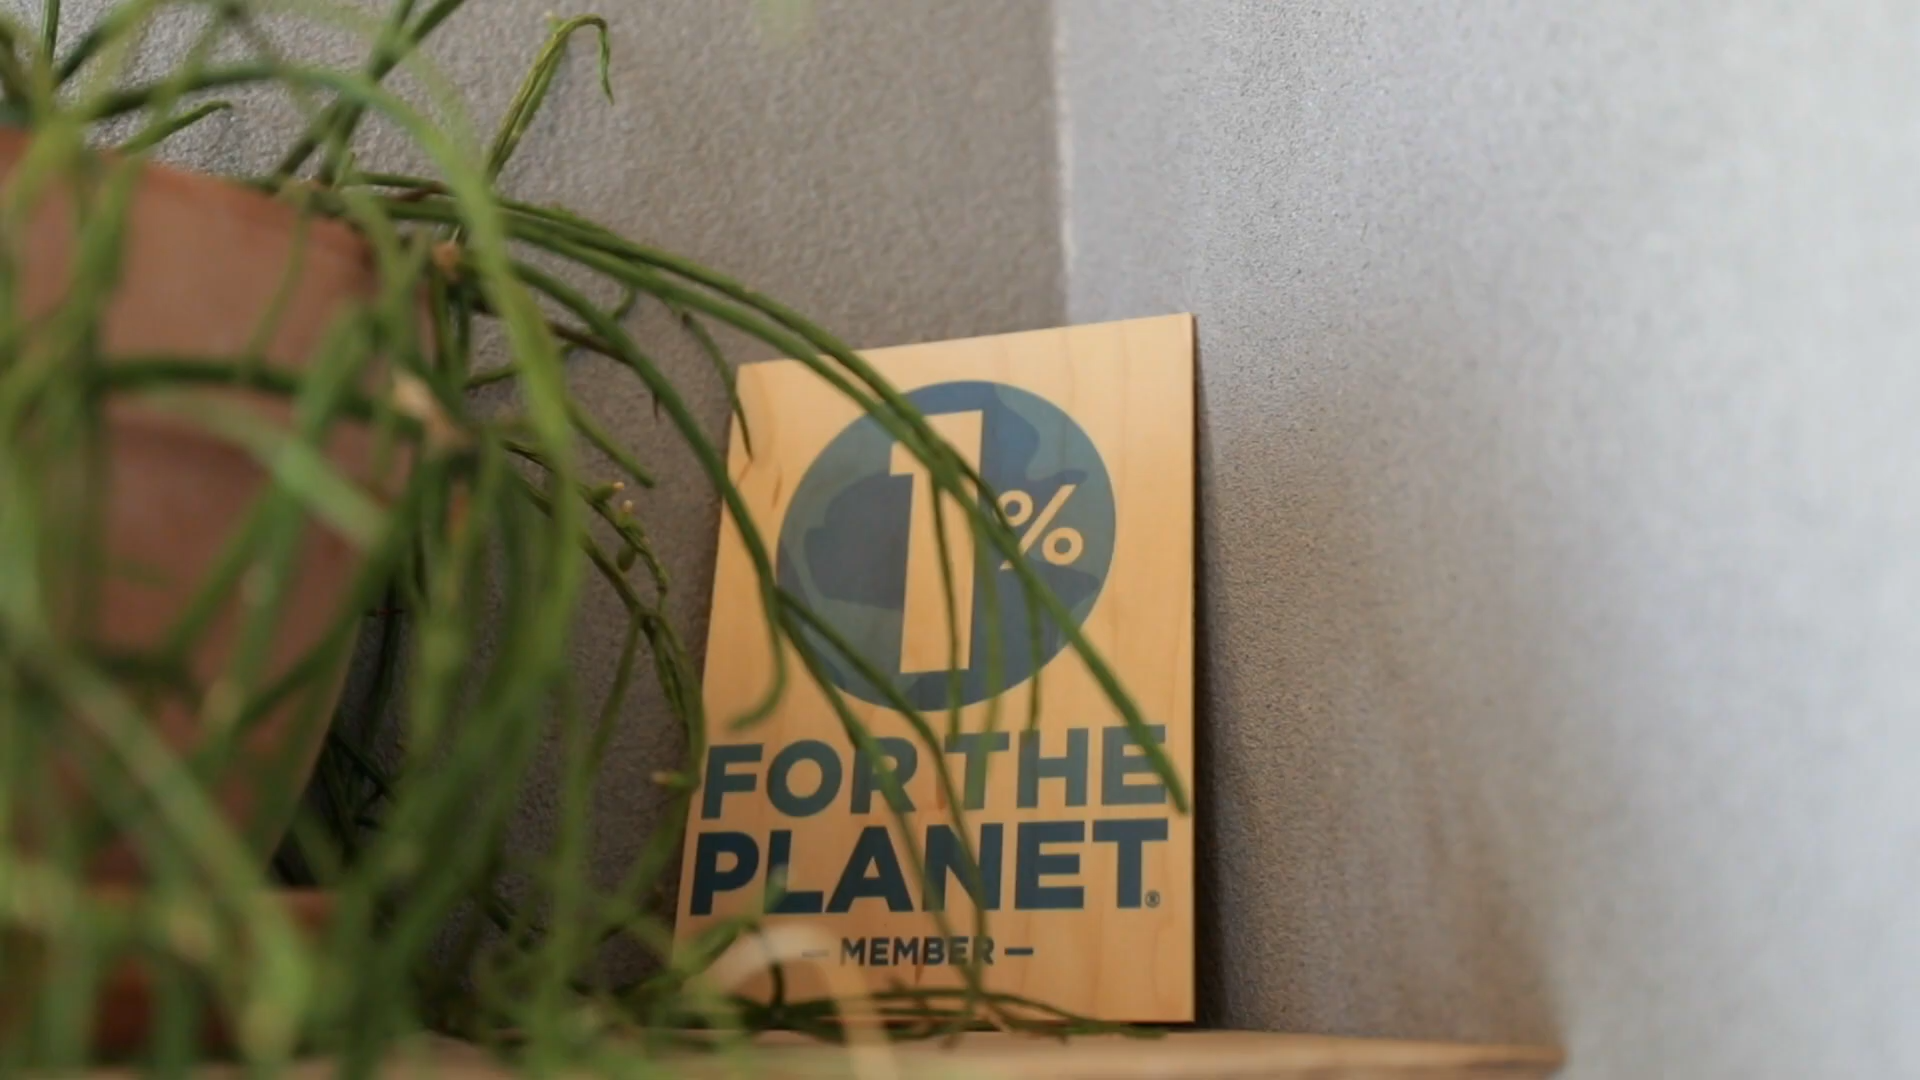 1%
FOR THE
PLANET®
— MEMBER —